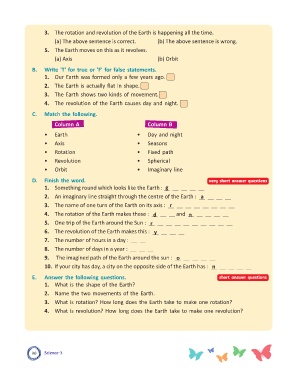 3. The rotation and revolution of the Earth is happening all the time.
(a) The above sentence is correct. (b) The above sentence is wrong.
5. The Earth moves on this as it revolves.
(a) Axis (b) Orbit
B. Write 'T' for true or 'F' for false statements.
1. Our Earth was formed only a few years ago.
2. The Earth is actually flat in shape.
3. The Earth shows two kinds of movement.
4. The revolution of the Earth causes day and night.
C. Match the following.
Column A Column B
• Earth • Day and night
• Axis • Seasons
• Rotation • Fixed path
• Revolution • Spherical
• Orbit • Imaginary line
D. Finish the word. very short answer questions
1. Something round which looks like the Earth : g _ _ _ _
2. An imaginary line straight through the centre of the Earth : a _ _ _
3. The name of one turn of the Earth on its axis : r _ _ _ _ _ _ _
4. The rotation of the Earth makes these : d _ _ and n _ _ _ _
5. One trip of the Earth around the Sun : r _ _ _ _ _ _ _ _ _
6. The revolution of the Earth makes this : y _ _ _
7. The number of hours in a day : _ _
8. The number of days in a year : _ _ _
9. The imaginary path of the Earth around the sun : o _ _ _ _
10. If your city has day, a city on the opposite side of the Earth has : n _ _ _ _
E. Answer the following questions. short answer questions
1. What is the shape of the Earth?
2. Name the two movements of the Earth.
3. What is rotation? How long does the Earth take to make one rotation?
4. What is revolution? How long does the Earth take to make one revolution?
Science-3